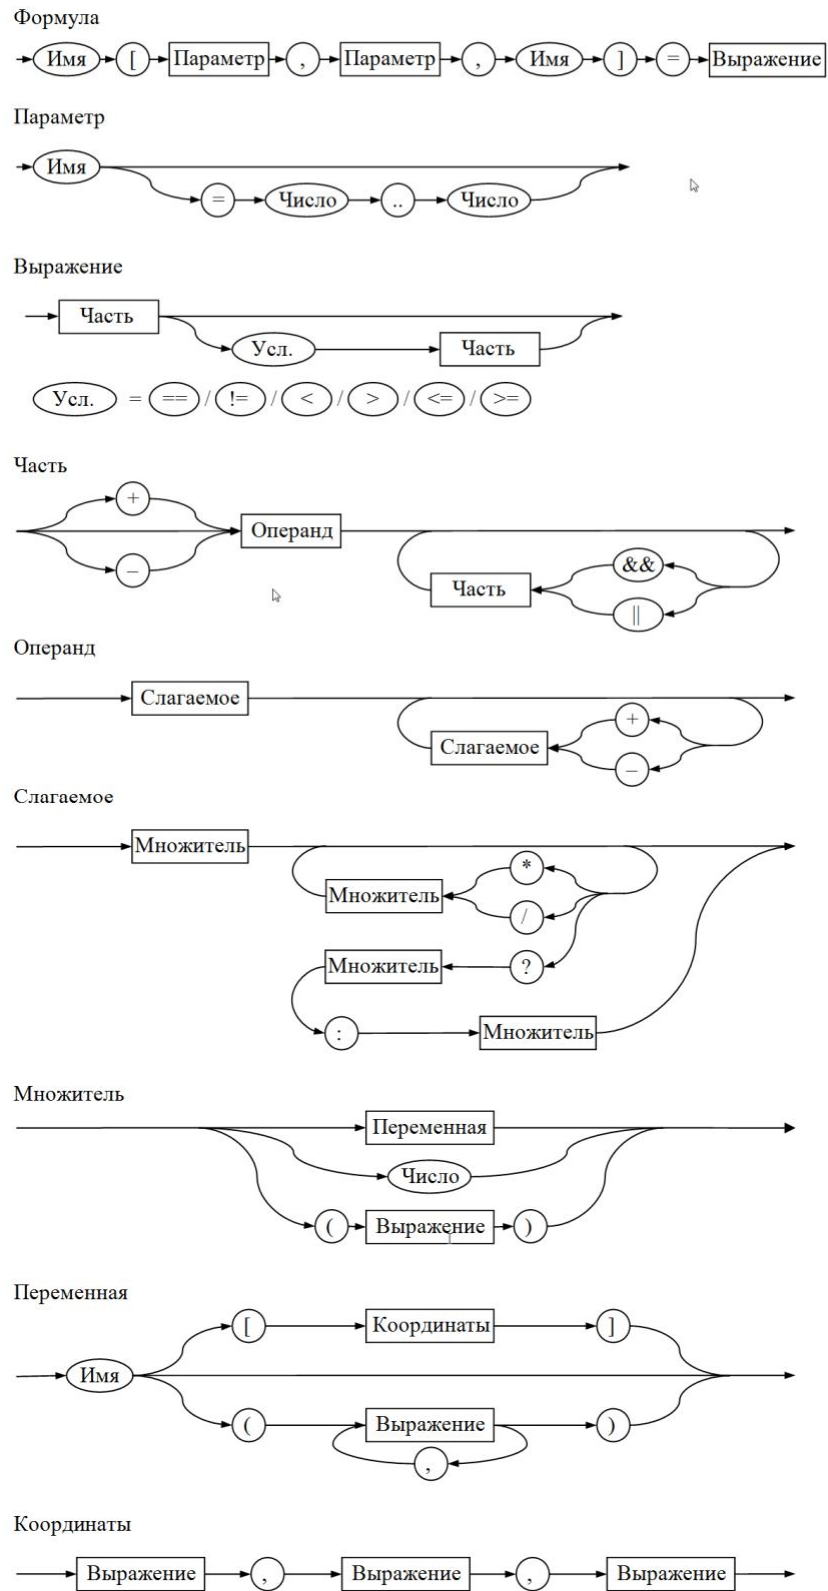 Формула
Имя [ Параметр , Параметр , Имя ] = Выражение
Параметр
Имя
= Число .. Число
Выражение
Часть
Усл. Часть
Усл. = == / != / < / > / <= / >=
Часть
+
Операнд
–
&&
Часть
||
Операнд
Слагаемое
+
Слагаемое
–
Слагаемое
Множитель
*
Множитель
/
Множитель ?
: Множитель
Множитель
Переменная
Число
( Выражение )
Переменная
[ Координаты ]
Имя
( Выражение )
,
Координаты
Выражение , Выражение , Выражение